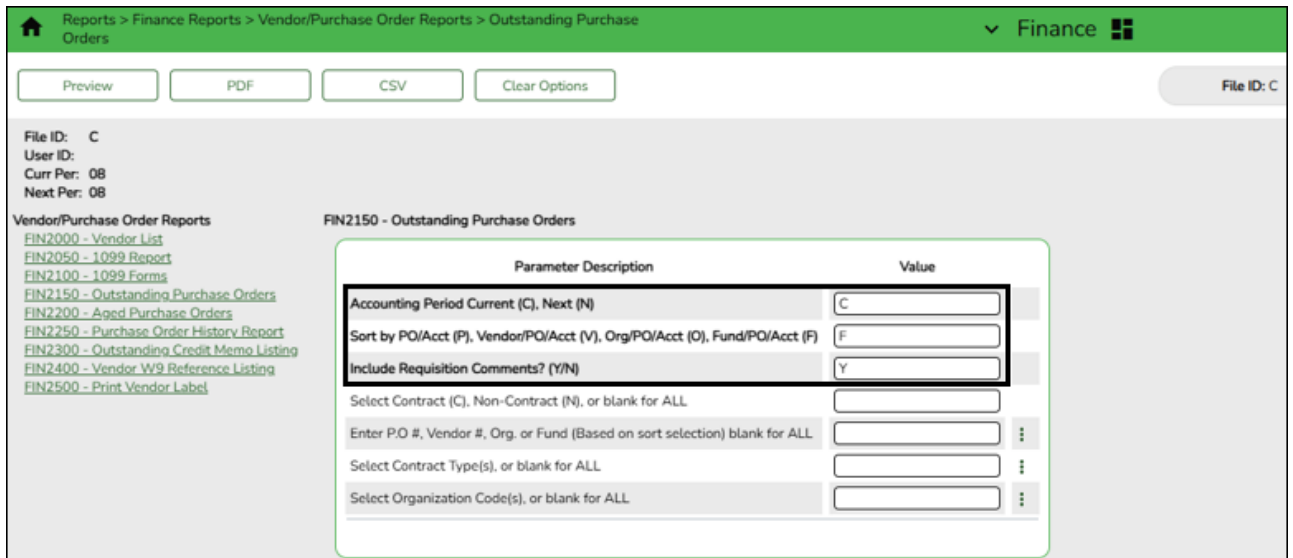 Reports > Finance Reports > Vendor/Purchase Order Reports > Outstanding Purchase
Orders
Finance
Preview
PDF
CSV
Clear Options
File ID: C
File ID: C
User ID:
Curr Per: 08
Next Per: 08
Vendor/Purchase Order Reports
FIN2000 - Vendor List
FIN2050 - 1099 Report
FIN2100 - 1099 Forms
FIN2150 - Outstanding Purchase Orders
FIN2200 - Aged Purchase Orders
FIN2250 - Purchase Order History Report
FIN2300 - Outstanding Credit Memo Listing
FIN2400 - Vendor W9 Reference Listing
FIN2500 - Print Vendor Label
FIN2150 - Outstanding Purchase Orders
Parameter Description Value
Accounting Period Current (C), Next (N) C
Sort by PO/Acct (P), Vendor/PO/Acct (V), Org/PO/Acct (O), Fund/PO/Acct (F) F
Include Requisition Comments? (Y/N) Y
Select Contract (C), Non-Contract (N), or blank for ALL
Enter P.O #, Vendor #, Org. or Fund (Based on sort selection) blank for ALL
Select Contract Type(s), or blank for ALL
Select Organization Code(s), or blank for ALL